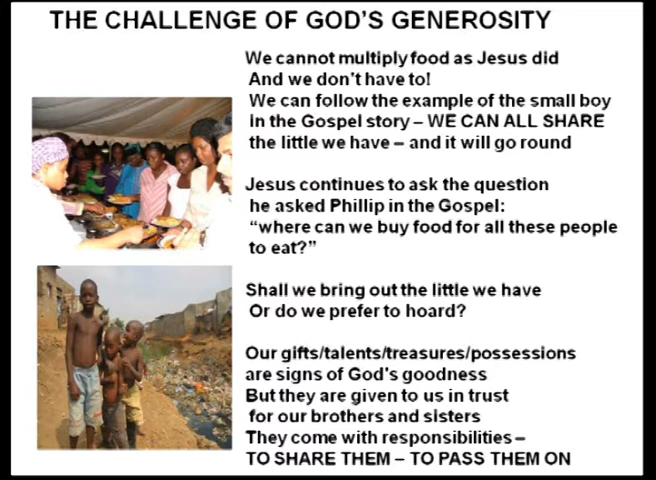 THE CHALLENGE OF GOD'S GENEROSITY
We cannot multiply food as Jesus did
And we don't have to!
We can follow the example of the small boy
in the Gospel story – WE CAN ALL SHARE
the little we have – and it will go round
Jesus continues to ask the question
he asked Phillip in the Gospel:
“where can we buy food for all these people
to eat?”
Shall we bring out the little we have
Or do we prefer to hoard?
Our gifts/talents/treasures/possessions
are signs of God's goodness
But they are given to us in trust
for our brothers and sisters
They come with responsibilities –
TO SHARE THEM – TO PASS THEM ON